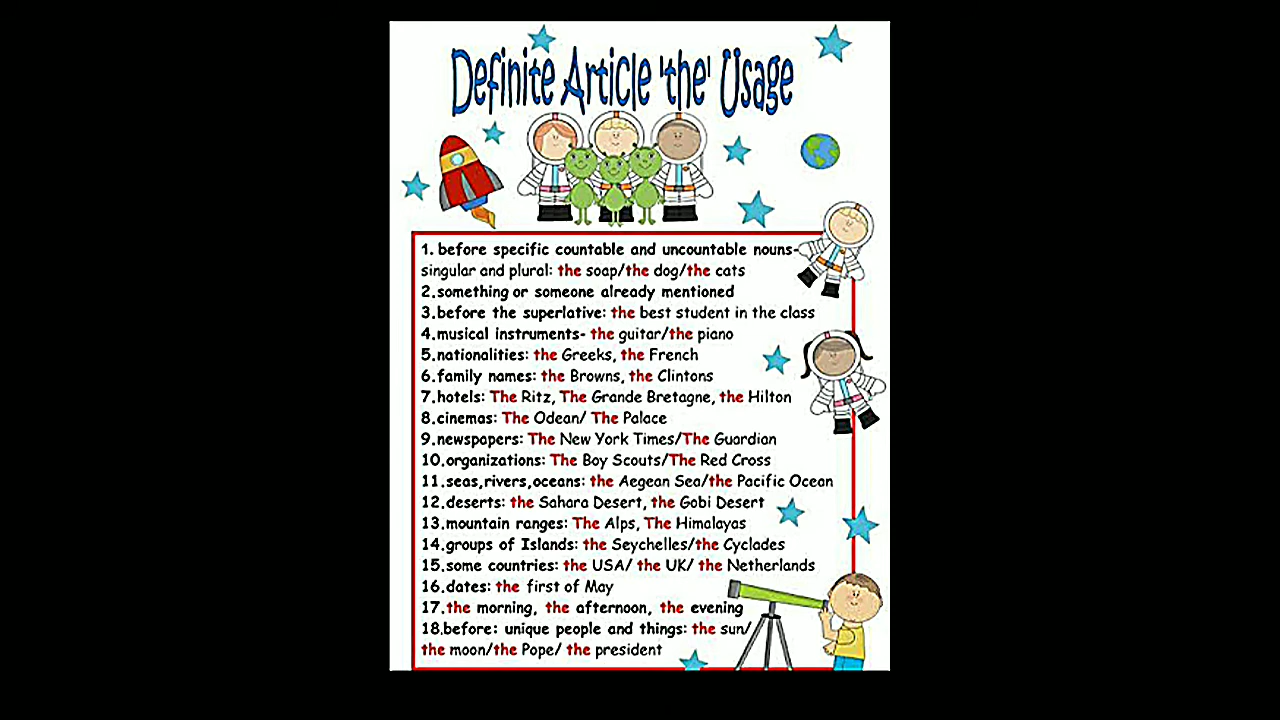 Definite Article 'the' Usage
1. before specific countable and uncountable nouns-
singular and plural: the soap/the dog/the cats
2.something or someone already mentioned
3.before the superlative: the best student in the class
4.musical instruments- the guitar/the piano
5.nationalities: the Greeks, the French
6.family names: the Browns, the Clintons
7.hotels: The Ritz, The Grande Bretagne, the Hilton
8.cinemas: The Odean/ The Palace
9.newspapers: The New York Times/The Guardian
10.organizations: The Boy Scouts/The Red Cross
11.seas,rivers,oceans: the Aegean Sea/the Pacific Ocean
12.deserts: the Sahara Desert, the Gobi Desert
13.mountain ranges: The Alps, The Himalayas
14.groups of Islands: the Seychelles/the Cyclades
15.some countries: the USA/ the UK/ the Netherlands
16.dates: the first of May
17.the morning, the afternoon, the evening
18.before: unique people and things: the sun/
the moon/the Pope/ the president